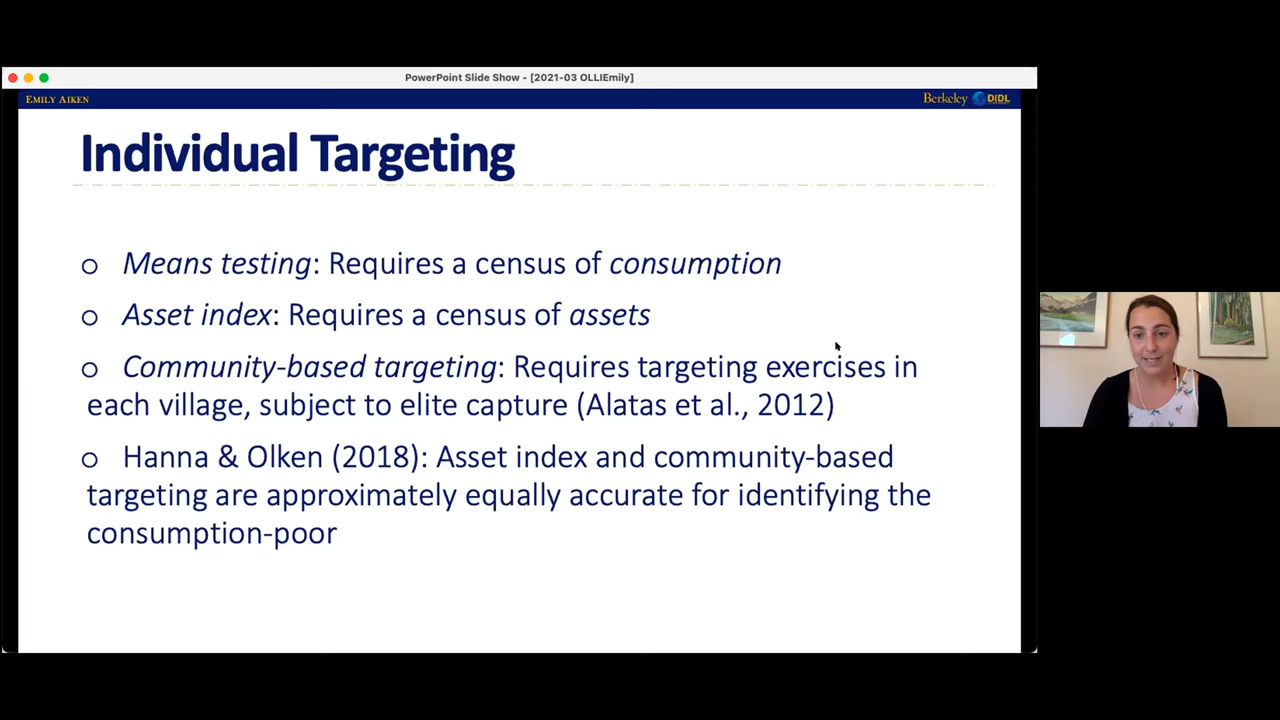 PowerPoint Slide Show - [2021-03 OLLIEmily]
EMILY AIKEN
Berkeley DIDL
Individual Targeting
o Means testing: Requires a census of consumption
o Asset index: Requires a census of assets
o Community-based targeting: Requires targeting exercises in
each village, subject to elite capture (Alatas et al., 2012)
o Hanna & Olken (2018): Asset index and community-based
targeting are approximately equally accurate for identifying the
consumption-poor